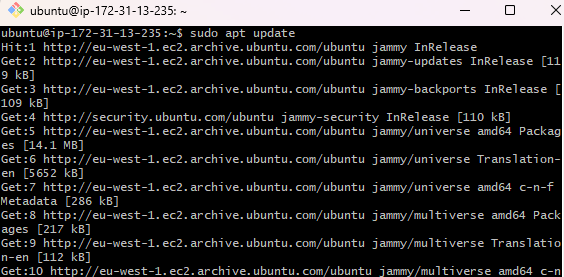 ubuntu@ip-172-31-13-235: ~
ubuntu@ip-172-31-13-235:~$ sudo apt update
Hit:1 http://eu-west-1.ec2.archive.ubuntu.com/ubuntu jammy InRelease
Get:2 http://eu-west-1.ec2.archive.ubuntu.com/ubuntu jammy-updates InRelease [11
9 kB]
Get:3 http://eu-west-1.ec2.archive.ubuntu.com/ubuntu jammy-backports InRelease [
109 kB]
Get:4 http://security.ubuntu.com/ubuntu jammy-security InRelease [110 kB]
Get:5 http://eu-west-1.ec2.archive.ubuntu.com/ubuntu jammy/universe amd64 Packag
es [14.1 MB]
Get:6 http://eu-west-1.ec2.archive.ubuntu.com/ubuntu jammy/universe Translation-
en [5652 kB]
Get:7 http://eu-west-1.ec2.archive.ubuntu.com/ubuntu jammy/universe amd64 c-n-f
Metadata [286 kB]
Get:8 http://eu-west-1.ec2.archive.ubuntu.com/ubuntu jammy/multiverse amd64 Pack
ages [217 kB]
Get:9 http://eu-west-1.ec2.archive.ubuntu.com/ubuntu jammy/multiverse Translatio
n-en [112 kB]
Get:10 http://eu-west-1.ec2.archive.ubuntu.com/ubuntu jammy/multiverse amd64 c-n